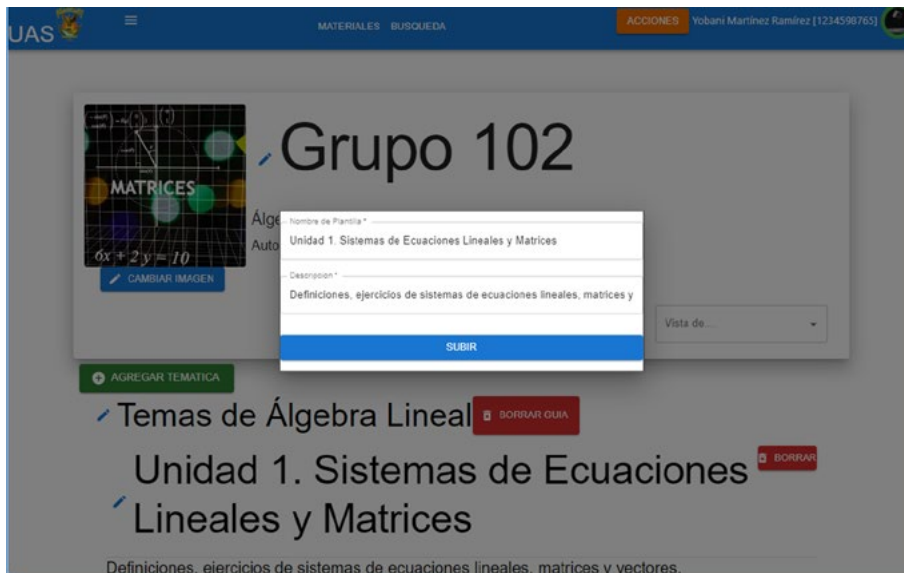 UAS
MATERIALES BUSQUEDA
ACCIONES
Yobani Martínez Ramírez [1234598765]
MATRICES
6x + 2y = 10
Grupo 102
Álge
Auto
CAMBIAR IMAGEN
Nombre de Plantilla *
Unidad 1. Sistemas de Ecuaciones Lineales y Matrices
Descripcion *
Definiciones, ejercicios de sistemas de ecuaciones lineales, matrices y
SUBIR
Vista de...
AGREGAR TEMATICA
Temas de Álgebra Lineal
BORRAR GUIA
Unidad 1. Sistemas de Ecuaciones
BORRAR
Lineales y Matrices
Definiciones, ejercicios de sistemas de ecuaciones lineales, matrices y vectores.